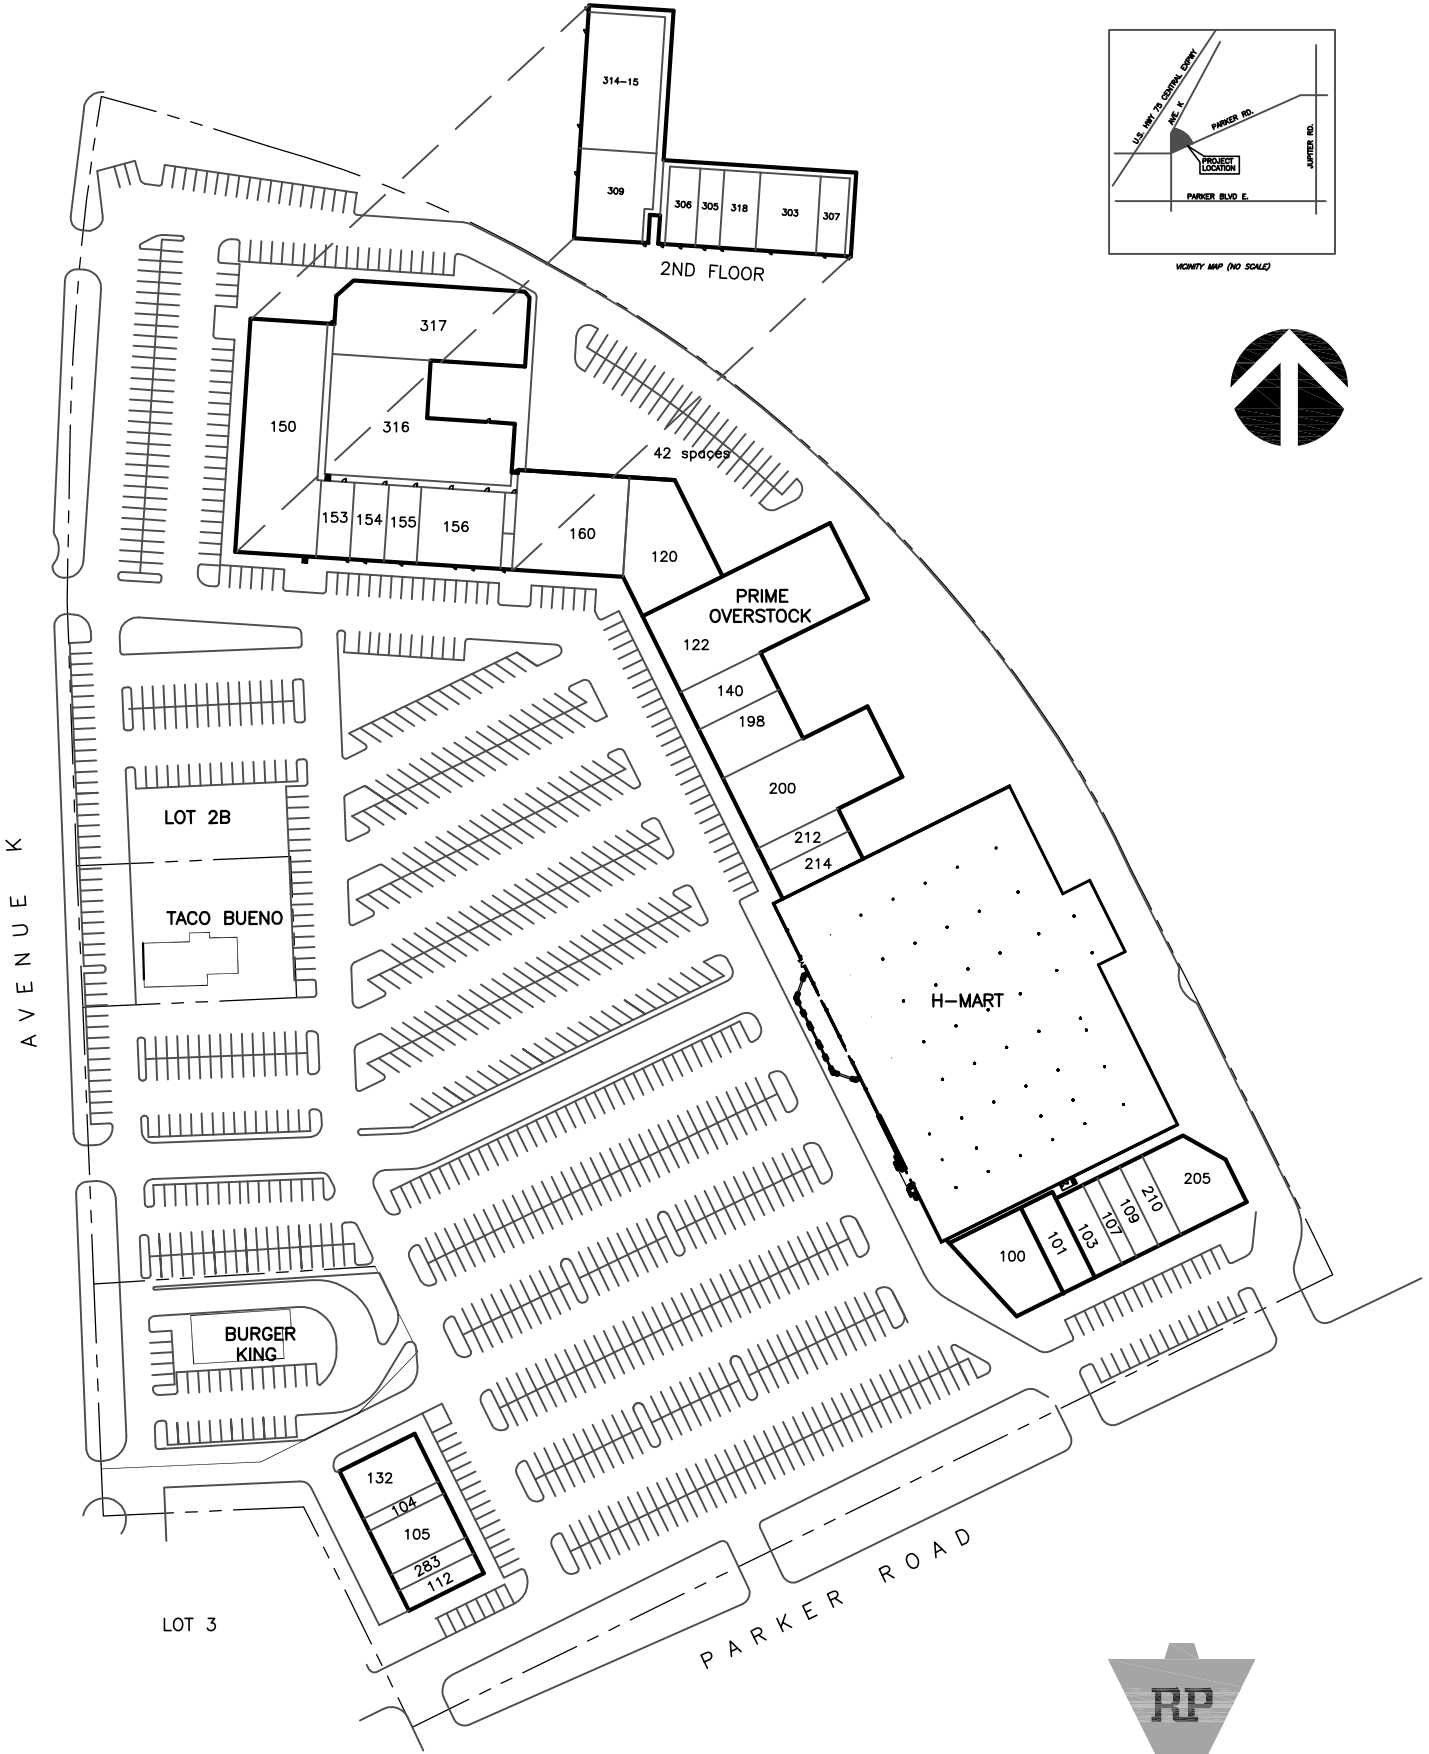 314-15
309
306
305
318
303
307
2ND FLOOR
U.S. HWY 75 CENTRAL EXPWY
AVE. K
PARKER RD.
JUPITER RD.
PROJECT
LOCATION
PARKER BLVD E.
VICINITY MAP (NO SCALE)
317
150
316
42 spaces
153
154
155
156
160
120
PRIME
OVERSTOCK
122
140
198
200
212
214
LOT 2B
TACO BUENO
AVENUE K
H-MART
205
210
109
107
103
101
100
BURGER
KING
132
104
105
283
112
LOT 3
PARKER ROAD
RP